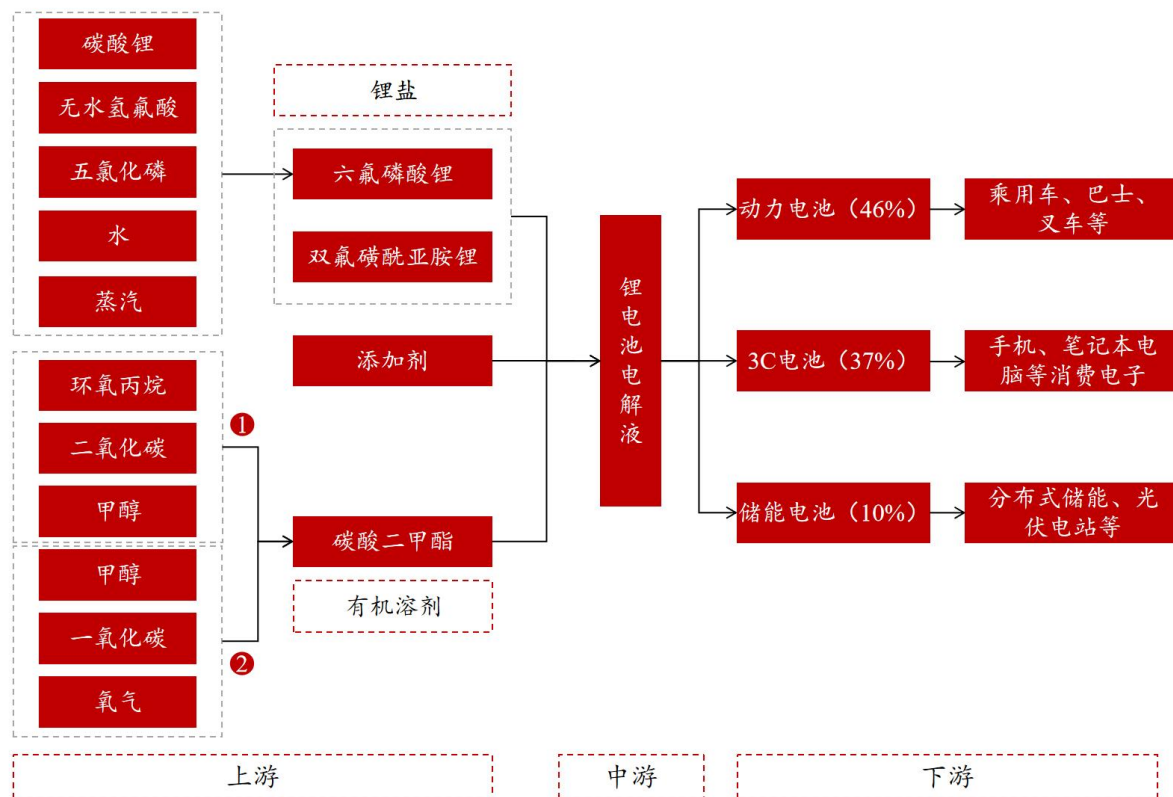 碳酸锂
无水氢氟酸
五氯化磷
水
蒸汽
环氧丙烷
二氧化碳
甲醇
甲醇
一氧化碳
氧气
❶
❷
锂盐
六氟磷酸锂
双氟磺酰亚胺锂
添加剂
碳酸二甲酯
有机溶剂
锂电池电解液
动力电池（46%）
乘用车、巴士、
叉车等
3C电池（37%）
手机、笔记本电
脑等消费电子
储能电池（10%）
分布式储能、光
伏电站等
上游
中游
下游